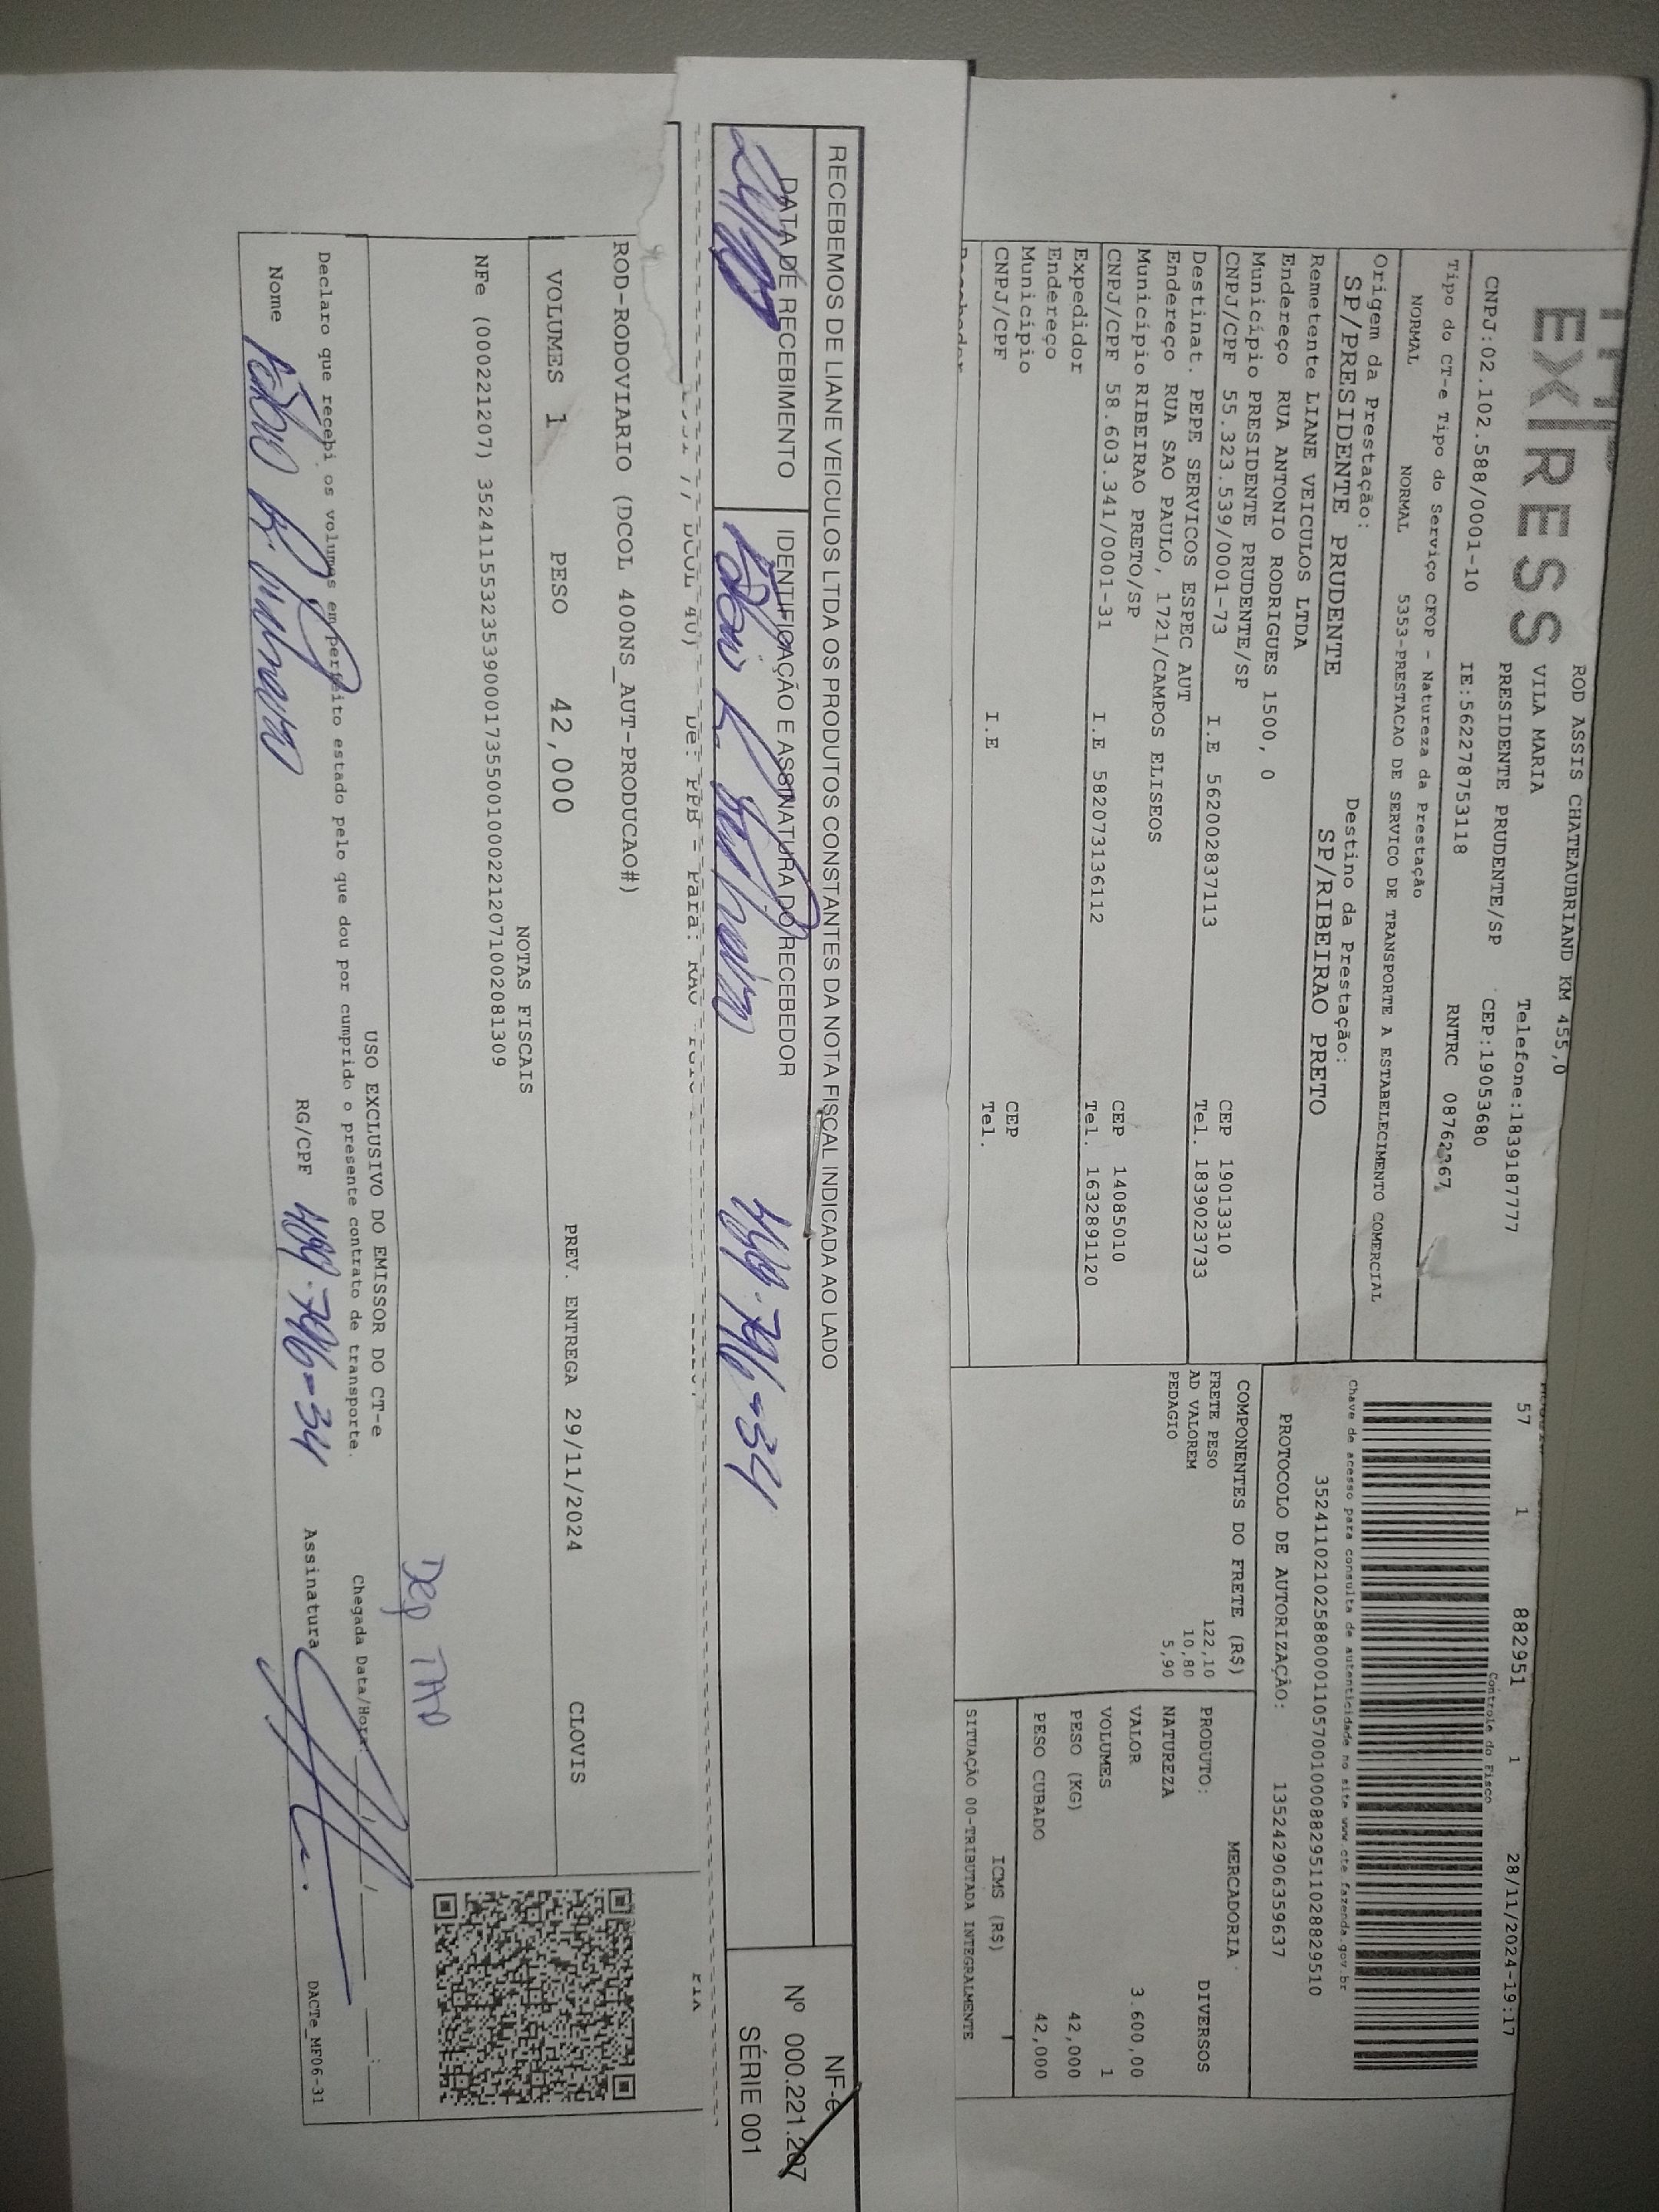 EXPRESS
ROD ASSIS CHATEAUBRIAND KM 455,0
VILA MARIA Telefone:1839187777
PRESIDENTE PRUDENTE/SP CEP:19053680
CNPJ:02.102.588/0001-10 IE:562278753118 RNTRC
Tipo do CT-e Tipo do Serviço CFOP - Natureza da Prestação
NORMAL NORMAL 5353-PRESTACAO DE SERVICO DE TRANSPORTE A ESTABELECIMENTO COMERCIAL
Origem da Prestação: Destino da Prestação:
SP/PRESIDENTE PRUDENTE SP/RIBEIRAO PRETO
Remetente LIANE VEICULOS LTDA
Endereço RUA ANTONIO RODRIGUES 1500, 0
Município PRESIDENTE PRUDENTE/SP CEP 19013310
CNPJ/CPF 55.323.539/0001-73 I.E 562002837113 Tel. 1839023733
Destinat. PEPE SERVICOS ESPEC AUT
Endereço RUA SAO PAULO, 1721/CAMPOS ELISEOS
Município RIBEIRAO PRETO/SP CEP 14085010
CNPJ/CPF 58.603.341/0001-31 I.E 582073136112 Tel. 1632891120
Expedidor
Endereço
Município CEP
CNPJ/CPF I.E Tel.
57 1 882951 1 28/11/2024-19:17
Controle do Fisco
Chave de acesso para consulta de autenticidade no site www.cte.fazenda.gov.br
35241102102588000110570010008829511028829510
PROTOCOLO DE AUTORIZAÇÃO: 135242906359637
COMPONENTES DO FRETE (R$)
FRETE PESO 122,10
AD VALOREM 10,80
PEDAGIO 5,90
MERCADORIA
PRODUTO: DIVERSOS
NATUREZA
VALOR 3.600,00
VOLUMES 1
PESO (KG) 42,000
PESO CUBADO 42,000
ICMS (R$)
SITUAÇÃO 00-TRIBUTADA INTEGRALMENTE
RECEBEMOS DE LIANE VEICULOS LTDA OS PRODUTOS CONSTANTES DA NOTA FISCAL INDICADA AO LADO
DATA DE RECEBIMENTO IDENTIFICAÇÃO E ASSINATURA DO RECEBEDOR
NF-e
Nº 000.221.207
SÉRIE 001
De: PPB - Para: RAO
ROD-RODOVIARIO (DCOL 400NS_AUT-PRODUCAO#)
VOLUMES 1 PESO 42,000 PREV. ENTREGA 29/11/2024 CLOVIS
NOTAS FISCAIS
NFe (000221207) 35241155323539000173550010002212071002081309
Dep TAD
USO EXCLUSIVO DO EMISSOR DO CT-e
Declaro que recebi os volumes em perfeito estado pelo que dou por cumprido o presente contrato de transporte. Chegada Data/Hora:
Nome RG/CPF Assinatura
DACTe_MF06-31